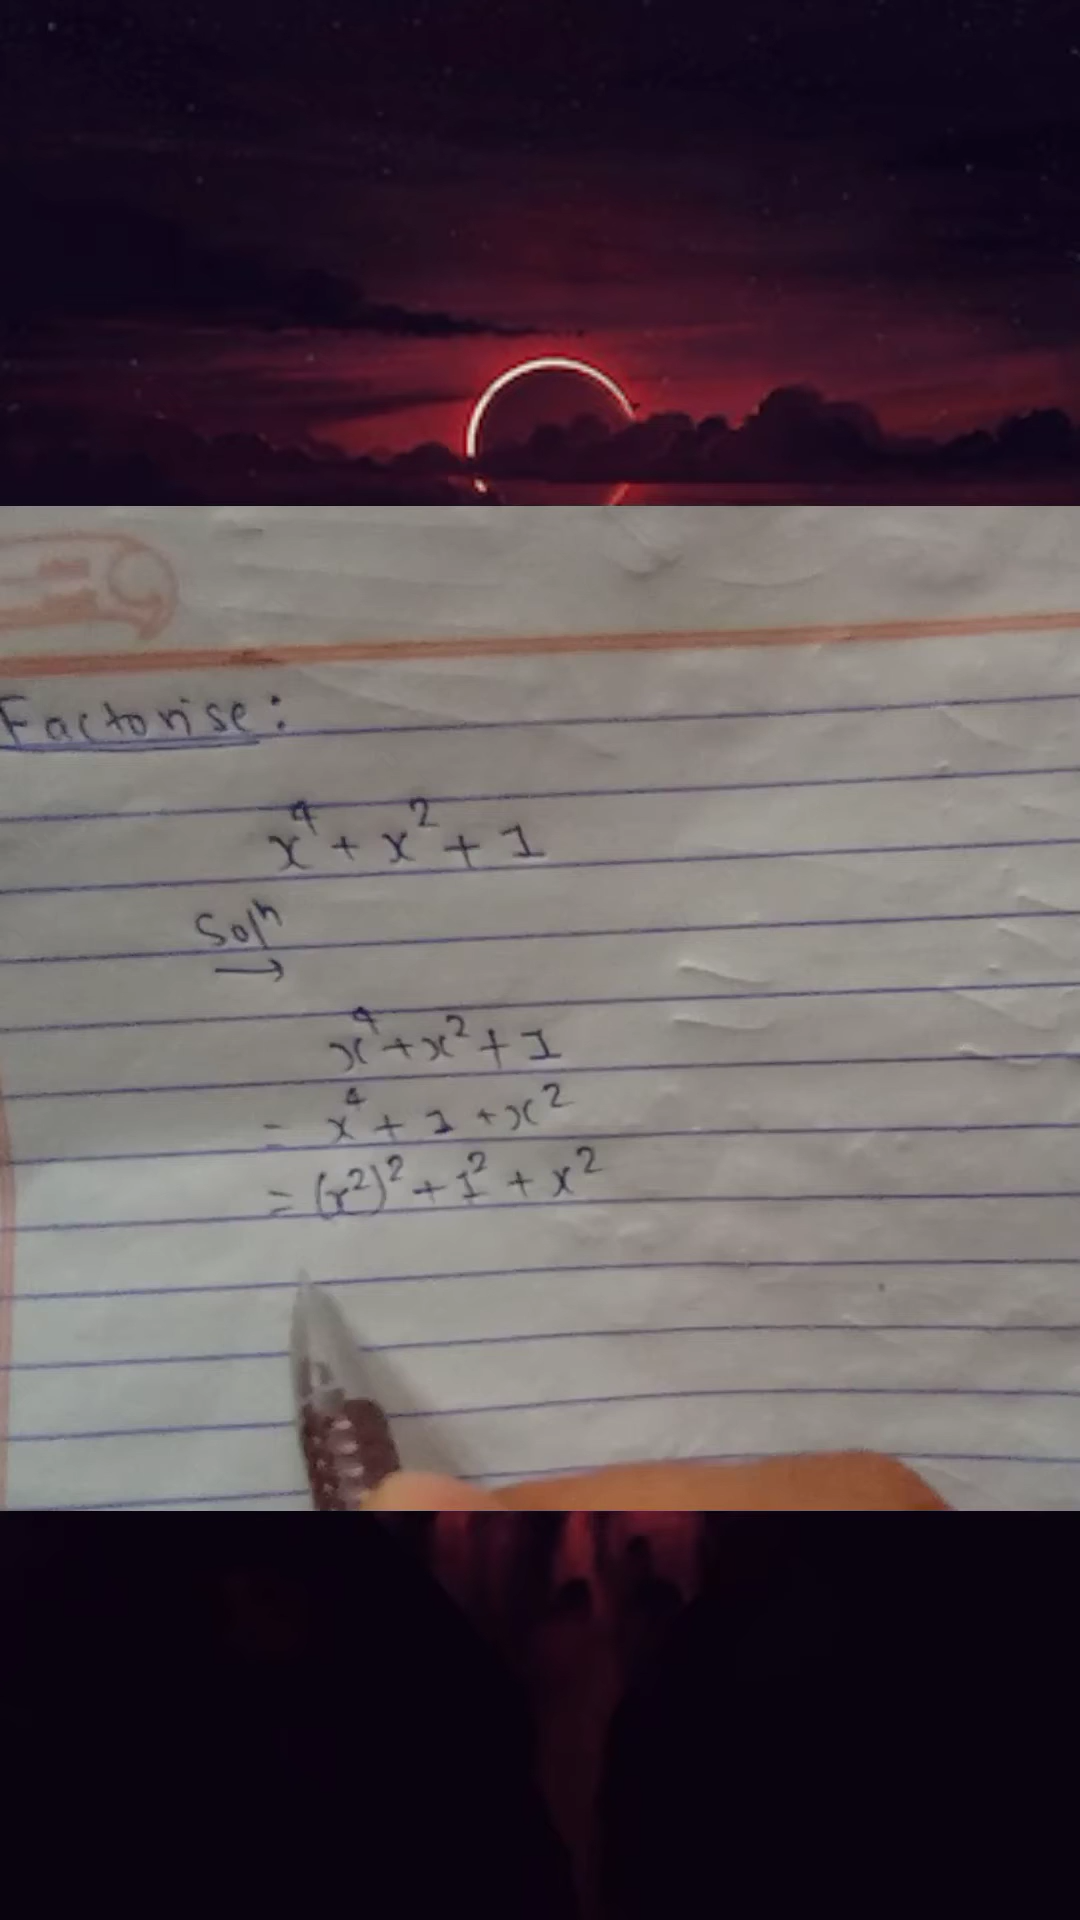 Factorise:
x⁴ + x² + 1
Solⁿ
x⁴ + x² + 1
= x⁴ + 1 + x²
= (x²)² + 1² + x²